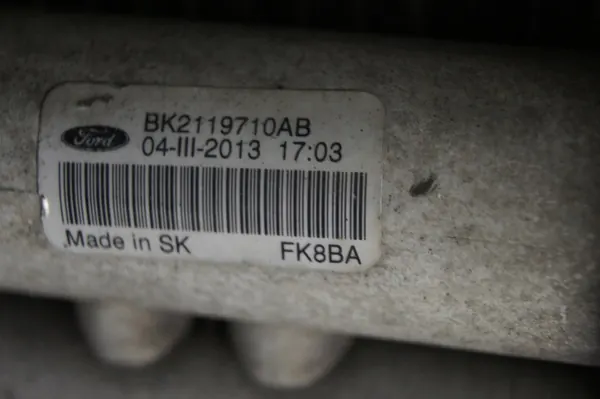 Ford
BK2119710AB
04-III-2013 17:03
Made in SK
FK8BA